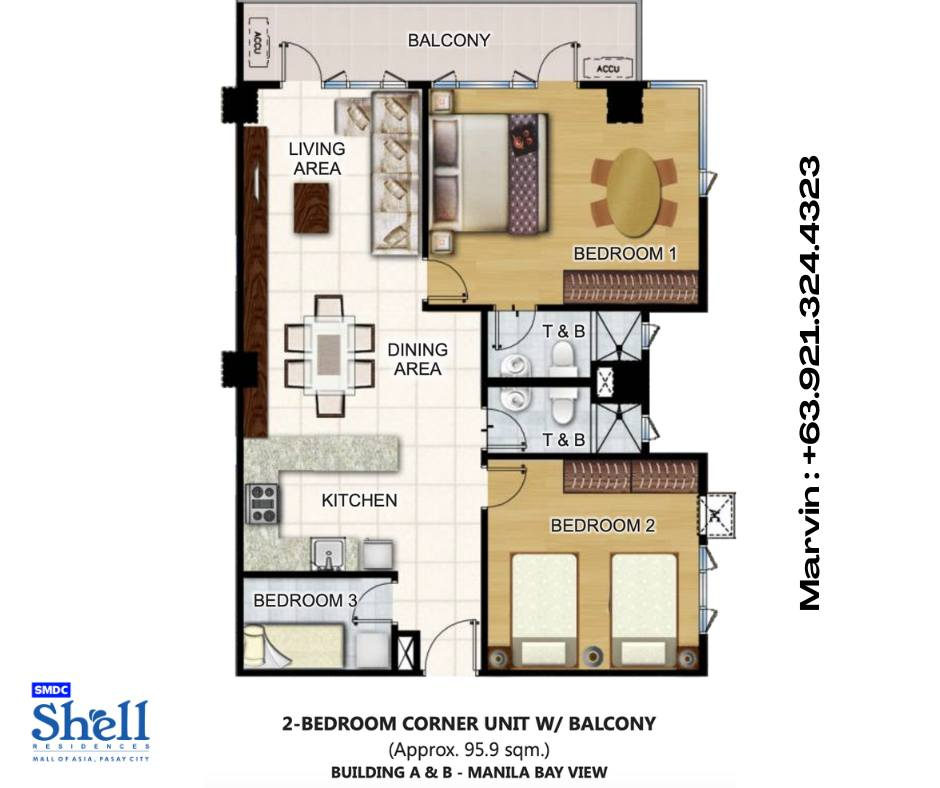 ACCU
BALCONY
ACCU
LIVING
AREA
BEDROOM 1
T & B
DINING
AREA
T & B
KITCHEN
BEDROOM 2
BEDROOM 3
Marvin : +63.921.324.4323
SMDC
Shell
RESIDENCES
MALL OF ASIA, PASAY CITY
2-BEDROOM CORNER UNIT W/ BALCONY
(Approx. 95.9 sqm.)
BUILDING A & B - MANILA BAY VIEW